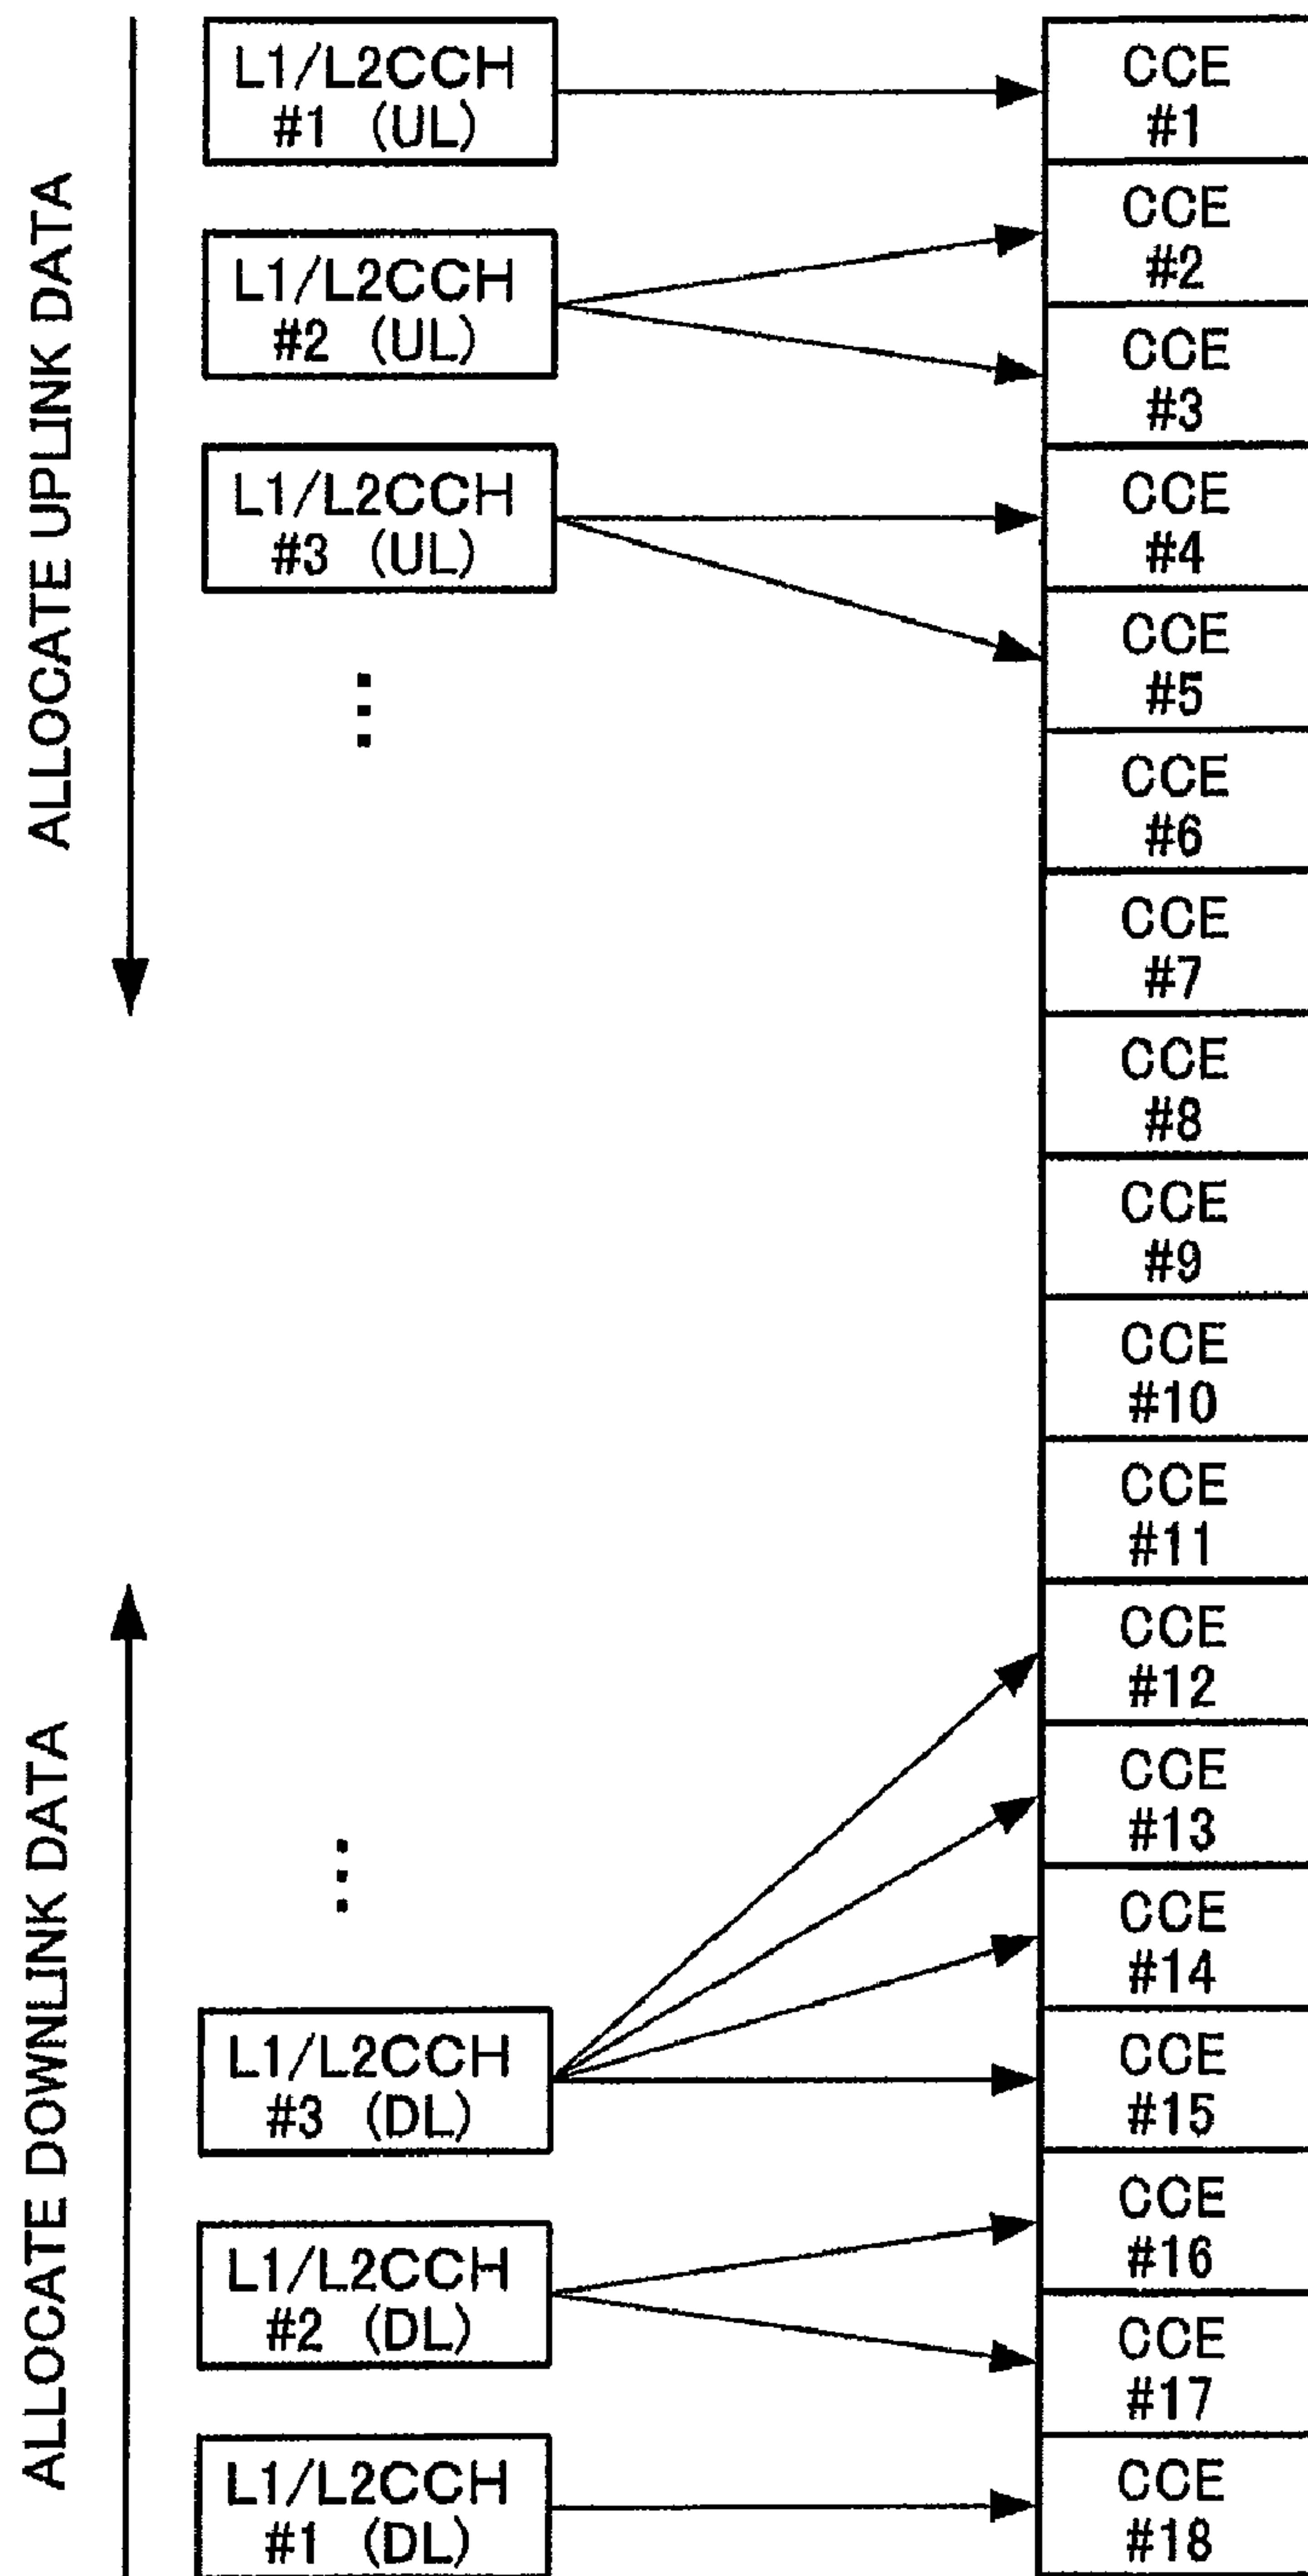 ALLOCATE UPLINK DATA
L1/L2CCH
#1 (UL)
L1/L2CCH
#2 (UL)
L1/L2CCH
#3 (UL)
ALLOCATE DOWNLINK DATA
L1/L2CCH
#3 (DL)
L1/L2CCH
#2 (DL)
L1/L2CCH
#1 (DL)
CCE
#1
CCE
#2
CCE
#3
CCE
#4
CCE
#5
CCE
#6
CCE
#7
CCE
#8
CCE
#9
CCE
#10
CCE
#11
CCE
#12
CCE
#13
CCE
#14
CCE
#15
CCE
#16
CCE
#17
CCE
#18